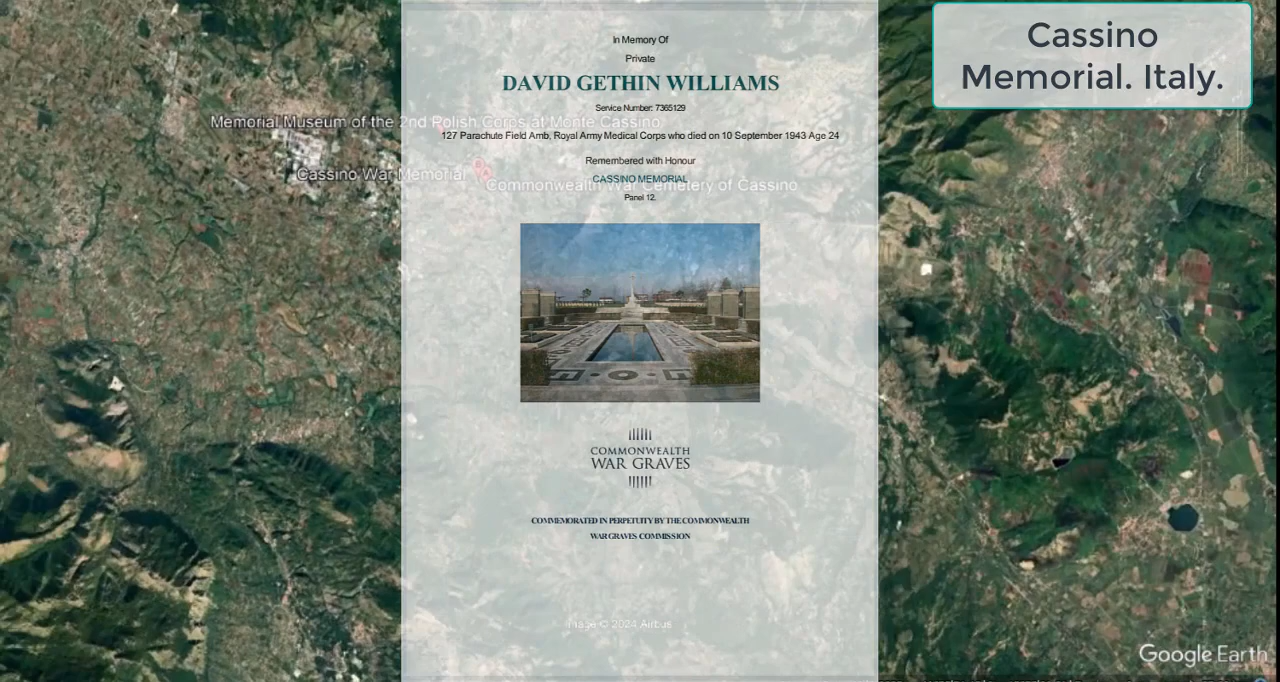 Cassino
Memorial. Italy.
In Memory Of
Private
DAVID GETHIN WILLIAMS
Service Number: 7365129
Memorial Museum of the 2nd Polish Corps at Monte Cassino
127 Parachute Field Amb, Royal Army Medical Corps who died on 10 September 1943 Age 24
Remembered with Honour
Cassino War Memorial
CASSINO MEMORIAL
Commonwealth War Cemetery of Cassino
Panel 12.
COMMONWEALTH
WAR GRAVES
COMMEMORATED IN PERPETUITY BY THE COMMONWEALTH
WAR GRAVES COMMISSION
Image © 2024 Airbus
Google Earth